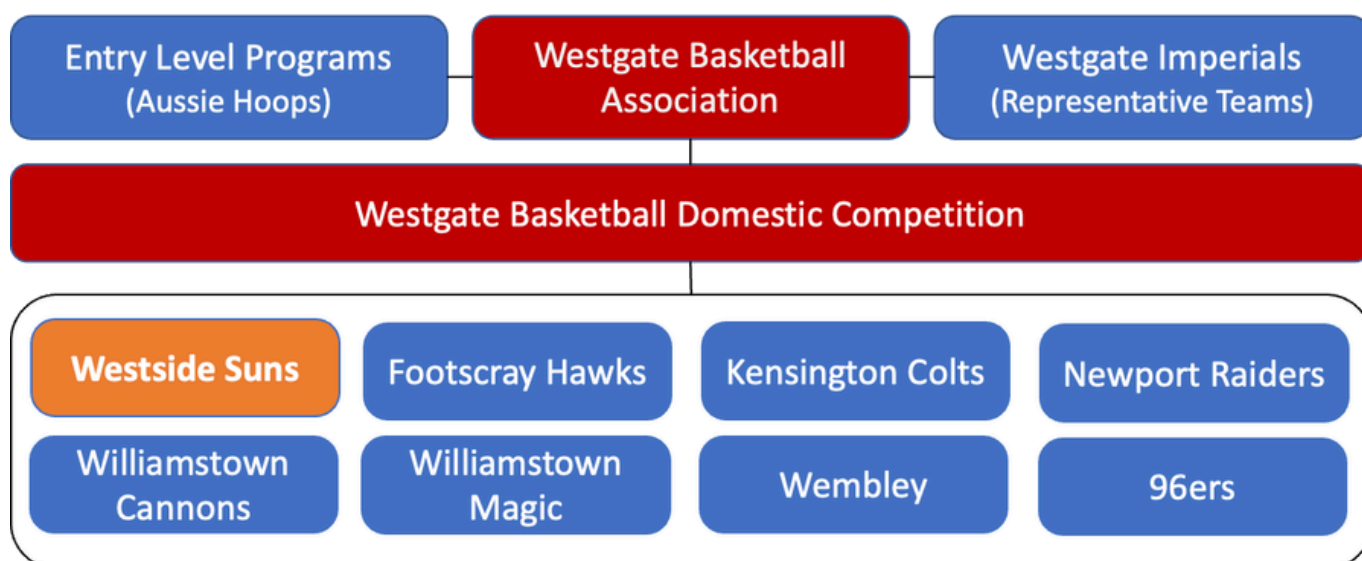 Entry Level Programs
(Aussie Hoops)
Westgate Basketball
Association
Westgate Imperials
(Representative Teams)
Westgate Basketball Domestic Competition
Westside Suns
Footscray Hawks
Kensington Colts
Newport Raiders
Williamstown
Cannons
Williamstown
Magic
Wembley
96ers